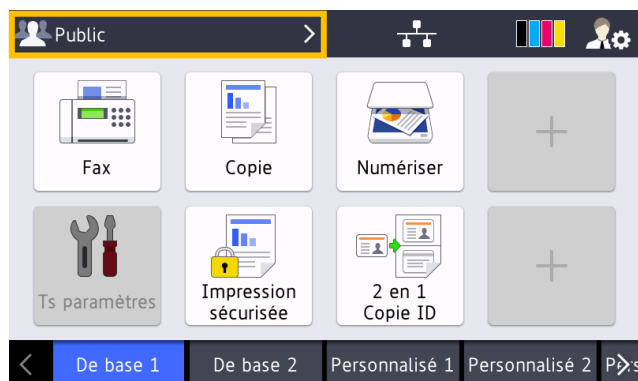 Public
Fax
Copie
Numériser
Ts paramètres
Impression
sécurisée
2 en 1
Copie ID
De base 1
De base 2
Personnalisé 1
Personnalisé 2